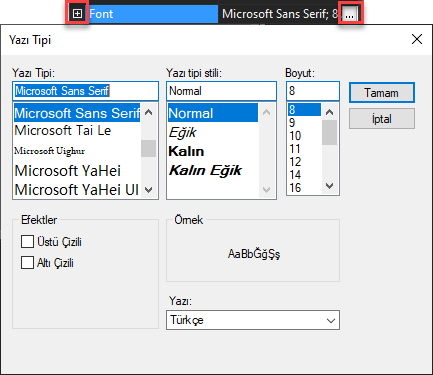 Font Microsoft Sans Serif; 8 ...
Yazı Tipi
Yazı Tipi: Yazı tipi stili: Boyut:
Microsoft Sans Serif Normal 8 Tamam
Microsoft Sans Serif Normal 8 İptal
Microsoft Tai Le Eğik 9
Microsoft Uighur Kalın 10
Microsoft YaHei Kalın Eğik 11
Microsoft YaHei UI 12
14
16
Efektler Örnek
Üstü Çizili AaBbĞğŞş
Altı Çizili
Yazı:
Türkçe